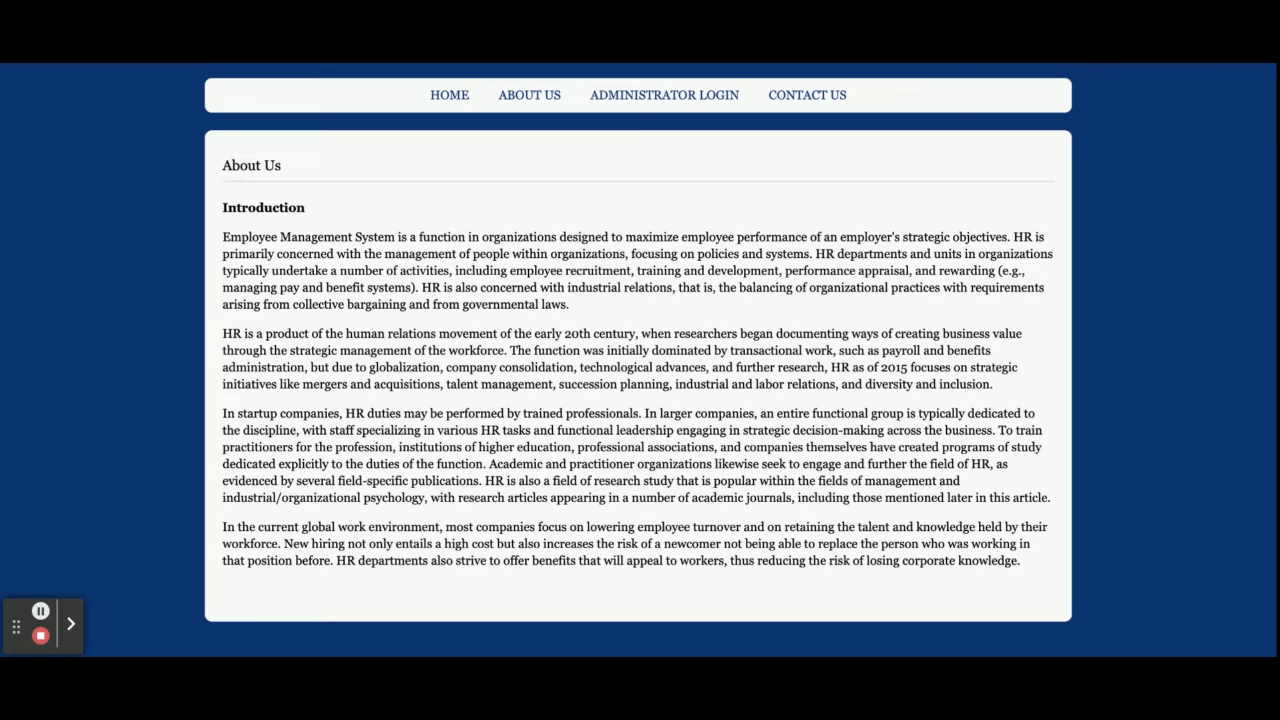 HOME ABOUT US ADMINISTRATOR LOGIN CONTACT US
About Us
Introduction
Employee Management System is a function in organizations designed to maximize employee performance of an employer's strategic objectives. HR is
primarily concerned with the management of people within organizations, focusing on policies and systems. HR departments and units in organizations
typically undertake a number of activities, including employee recruitment, training and development, performance appraisal, and rewarding (e.g.,
managing pay and benefit systems). HR is also concerned with industrial relations, that is, the balancing of organizational practices with requirements
arising from collective bargaining and from governmental laws.
HR is a product of the human relations movement of the early 20th century, when researchers began documenting ways of creating business value
through the strategic management of the workforce. The function was initially dominated by transactional work, such as payroll and benefits
administration, but due to globalization, company consolidation, technological advances, and further research, HR as of 2015 focuses on strategic
initiatives like mergers and acquisitions, talent management, succession planning, industrial and labor relations, and diversity and inclusion.
In startup companies, HR duties may be performed by trained professionals. In larger companies, an entire functional group is typically dedicated to
the discipline, with staff specializing in various HR tasks and functional leadership engaging in strategic decision-making across the business. To train
practitioners for the profession, institutions of higher education, professional associations, and companies themselves have created programs of study
dedicated explicitly to the duties of the function. Academic and practitioner organizations likewise seek to engage and further the field of HR, as
evidenced by several field-specific publications. HR is also a field of research study that is popular within the fields of management and
industrial/organizational psychology, with research articles appearing in a number of academic journals, including those mentioned later in this article.
In the current global work environment, most companies focus on lowering employee turnover and on retaining the talent and knowledge held by their
workforce. New hiring not only entails a high cost but also increases the risk of a newcomer not being able to replace the person who was working in
that position before. HR departments also strive to offer benefits that will appeal to workers, thus reducing the risk of losing corporate knowledge.